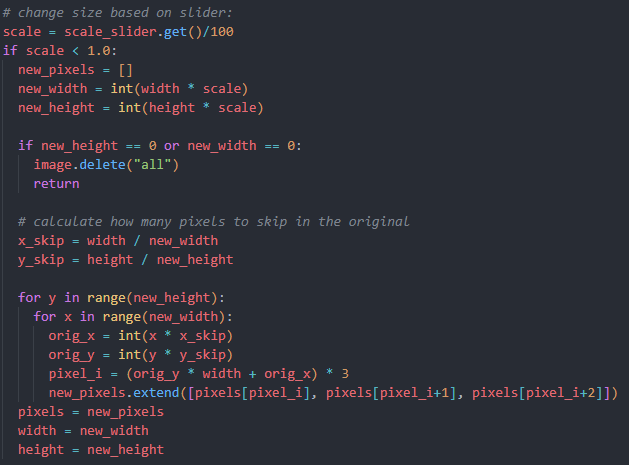 # change size based on slider:
scale = scale_slider.get()/100
if scale < 1.0:
  new_pixels = []
  new_width = int(width * scale)
  new_height = int(height * scale)

  if new_height == 0 or new_width == 0:
    image.delete("all")
    return

  # calculate how many pixels to skip in the original
  x_skip = width / new_width
  y_skip = height / new_height

  for y in range(new_height):
    for x in range(new_width):
      orig_x = int(x * x_skip)
      orig_y = int(y * y_skip)
      pixel_i = (orig_y * width + orig_x) * 3
      new_pixels.extend([pixels[pixel_i], pixels[pixel_i+1], pixels[pixel_i+2]])
  pixels = new_pixels
  width = new_width
  height = new_height